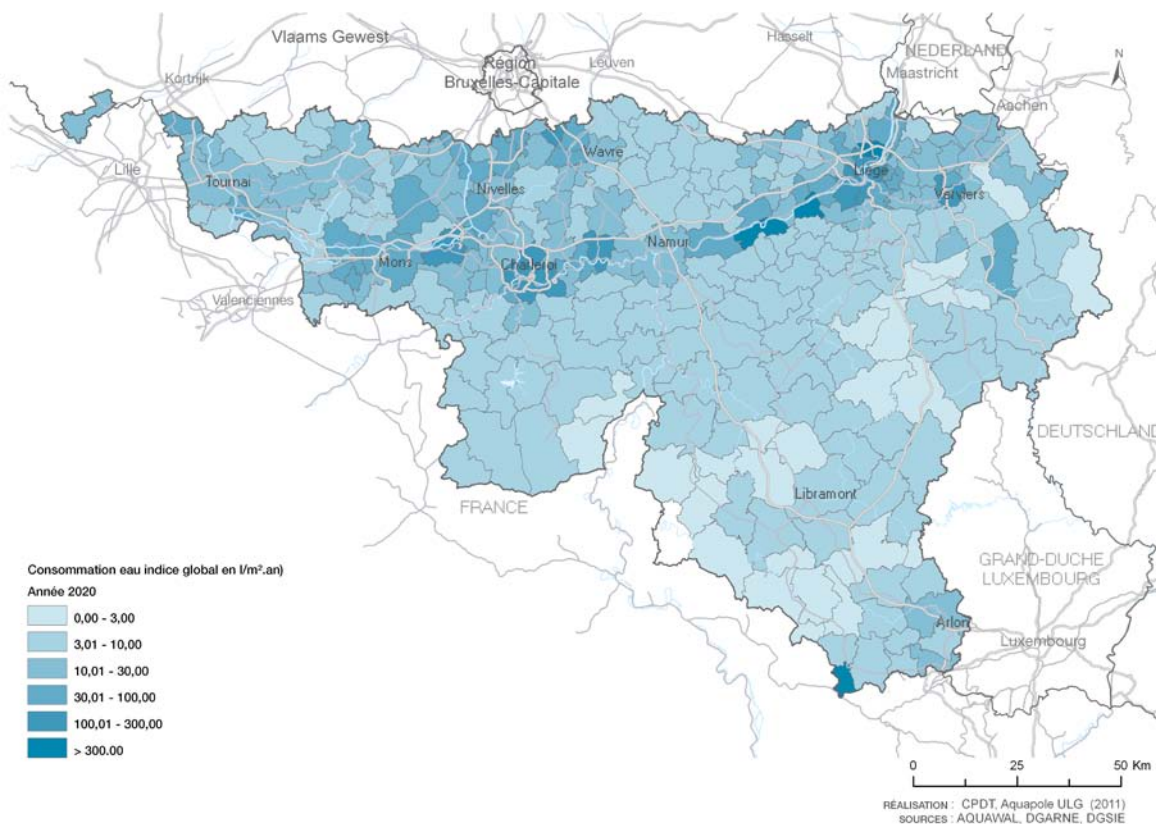 Vlaams Gewest
Hasselt
NEDERLAND
Maastricht
N
Kortrijk
Région
Bruxelles-Capitale
Leuven
Aachen
Lille
Tournai
Wavre
Nivelles
Liège
Verviers
Mons
Charleroi
Namur
Valenciennes
DEUTSCHLAND
Libramont
FRANCE
GRAND-DUCHE
LUXEMBOURG
Arlon
Luxembourg
Consommation eau indice global en l/m².an)
Année 2020
0,00 - 3,00
3,01 - 10,00
10,01 - 30,00
30,01 - 100,00
100,01 - 300,00
> 300.00
0 25 50 Km
RÉALISATION : CPDT, Aquapole ULG (2011)
SOURCES : AQUAWAL, DGARNE, DGSIE